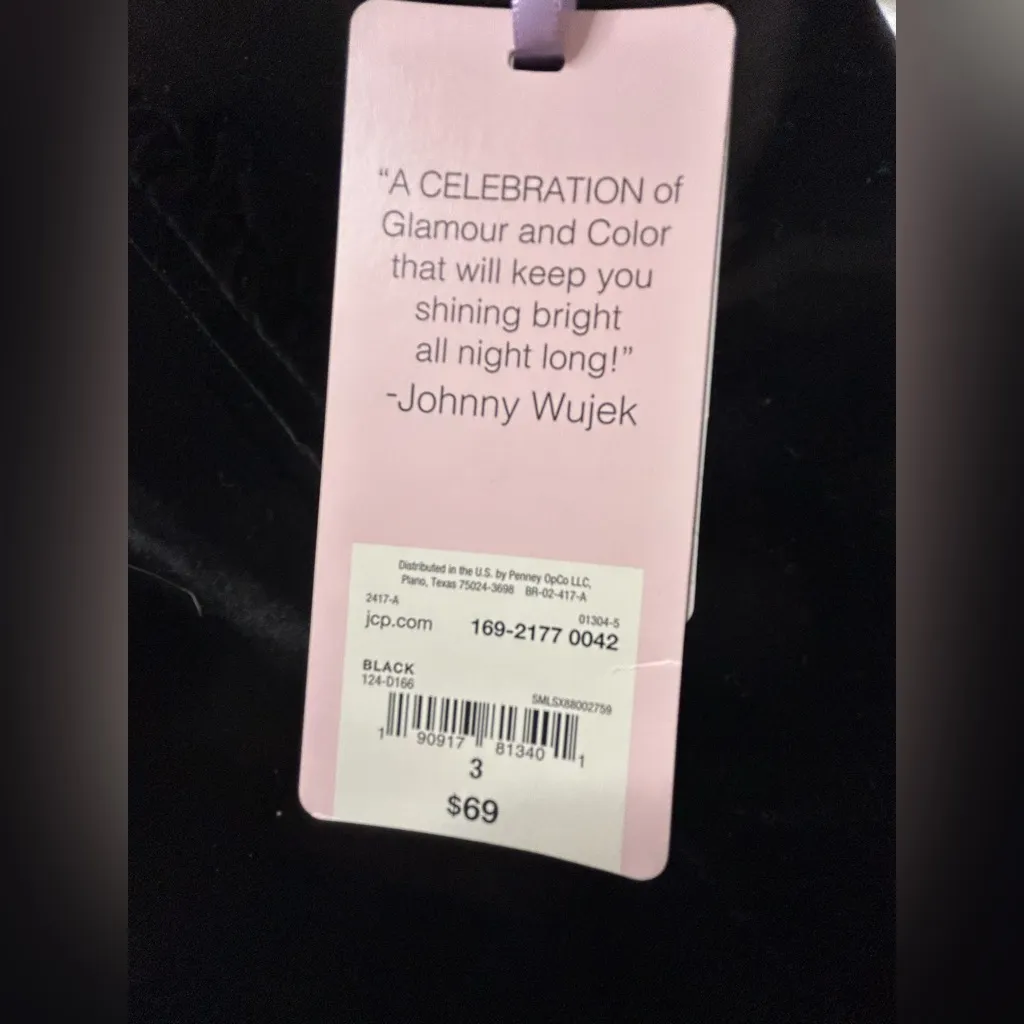 “A CELEBRATION of
Glamour and Color
that will keep you
shining bright
all night long!”
-Johnny Wujek
Distributed in the U.S. by Penney OpCo LLC,
Plano, Texas 75024-3698 BR-02-417-A
2417-A 01304-5
jcp.com 169-2177 0042
BLACK
124-D166
SMLSX88002759
1 90917 81340 1
3
$69